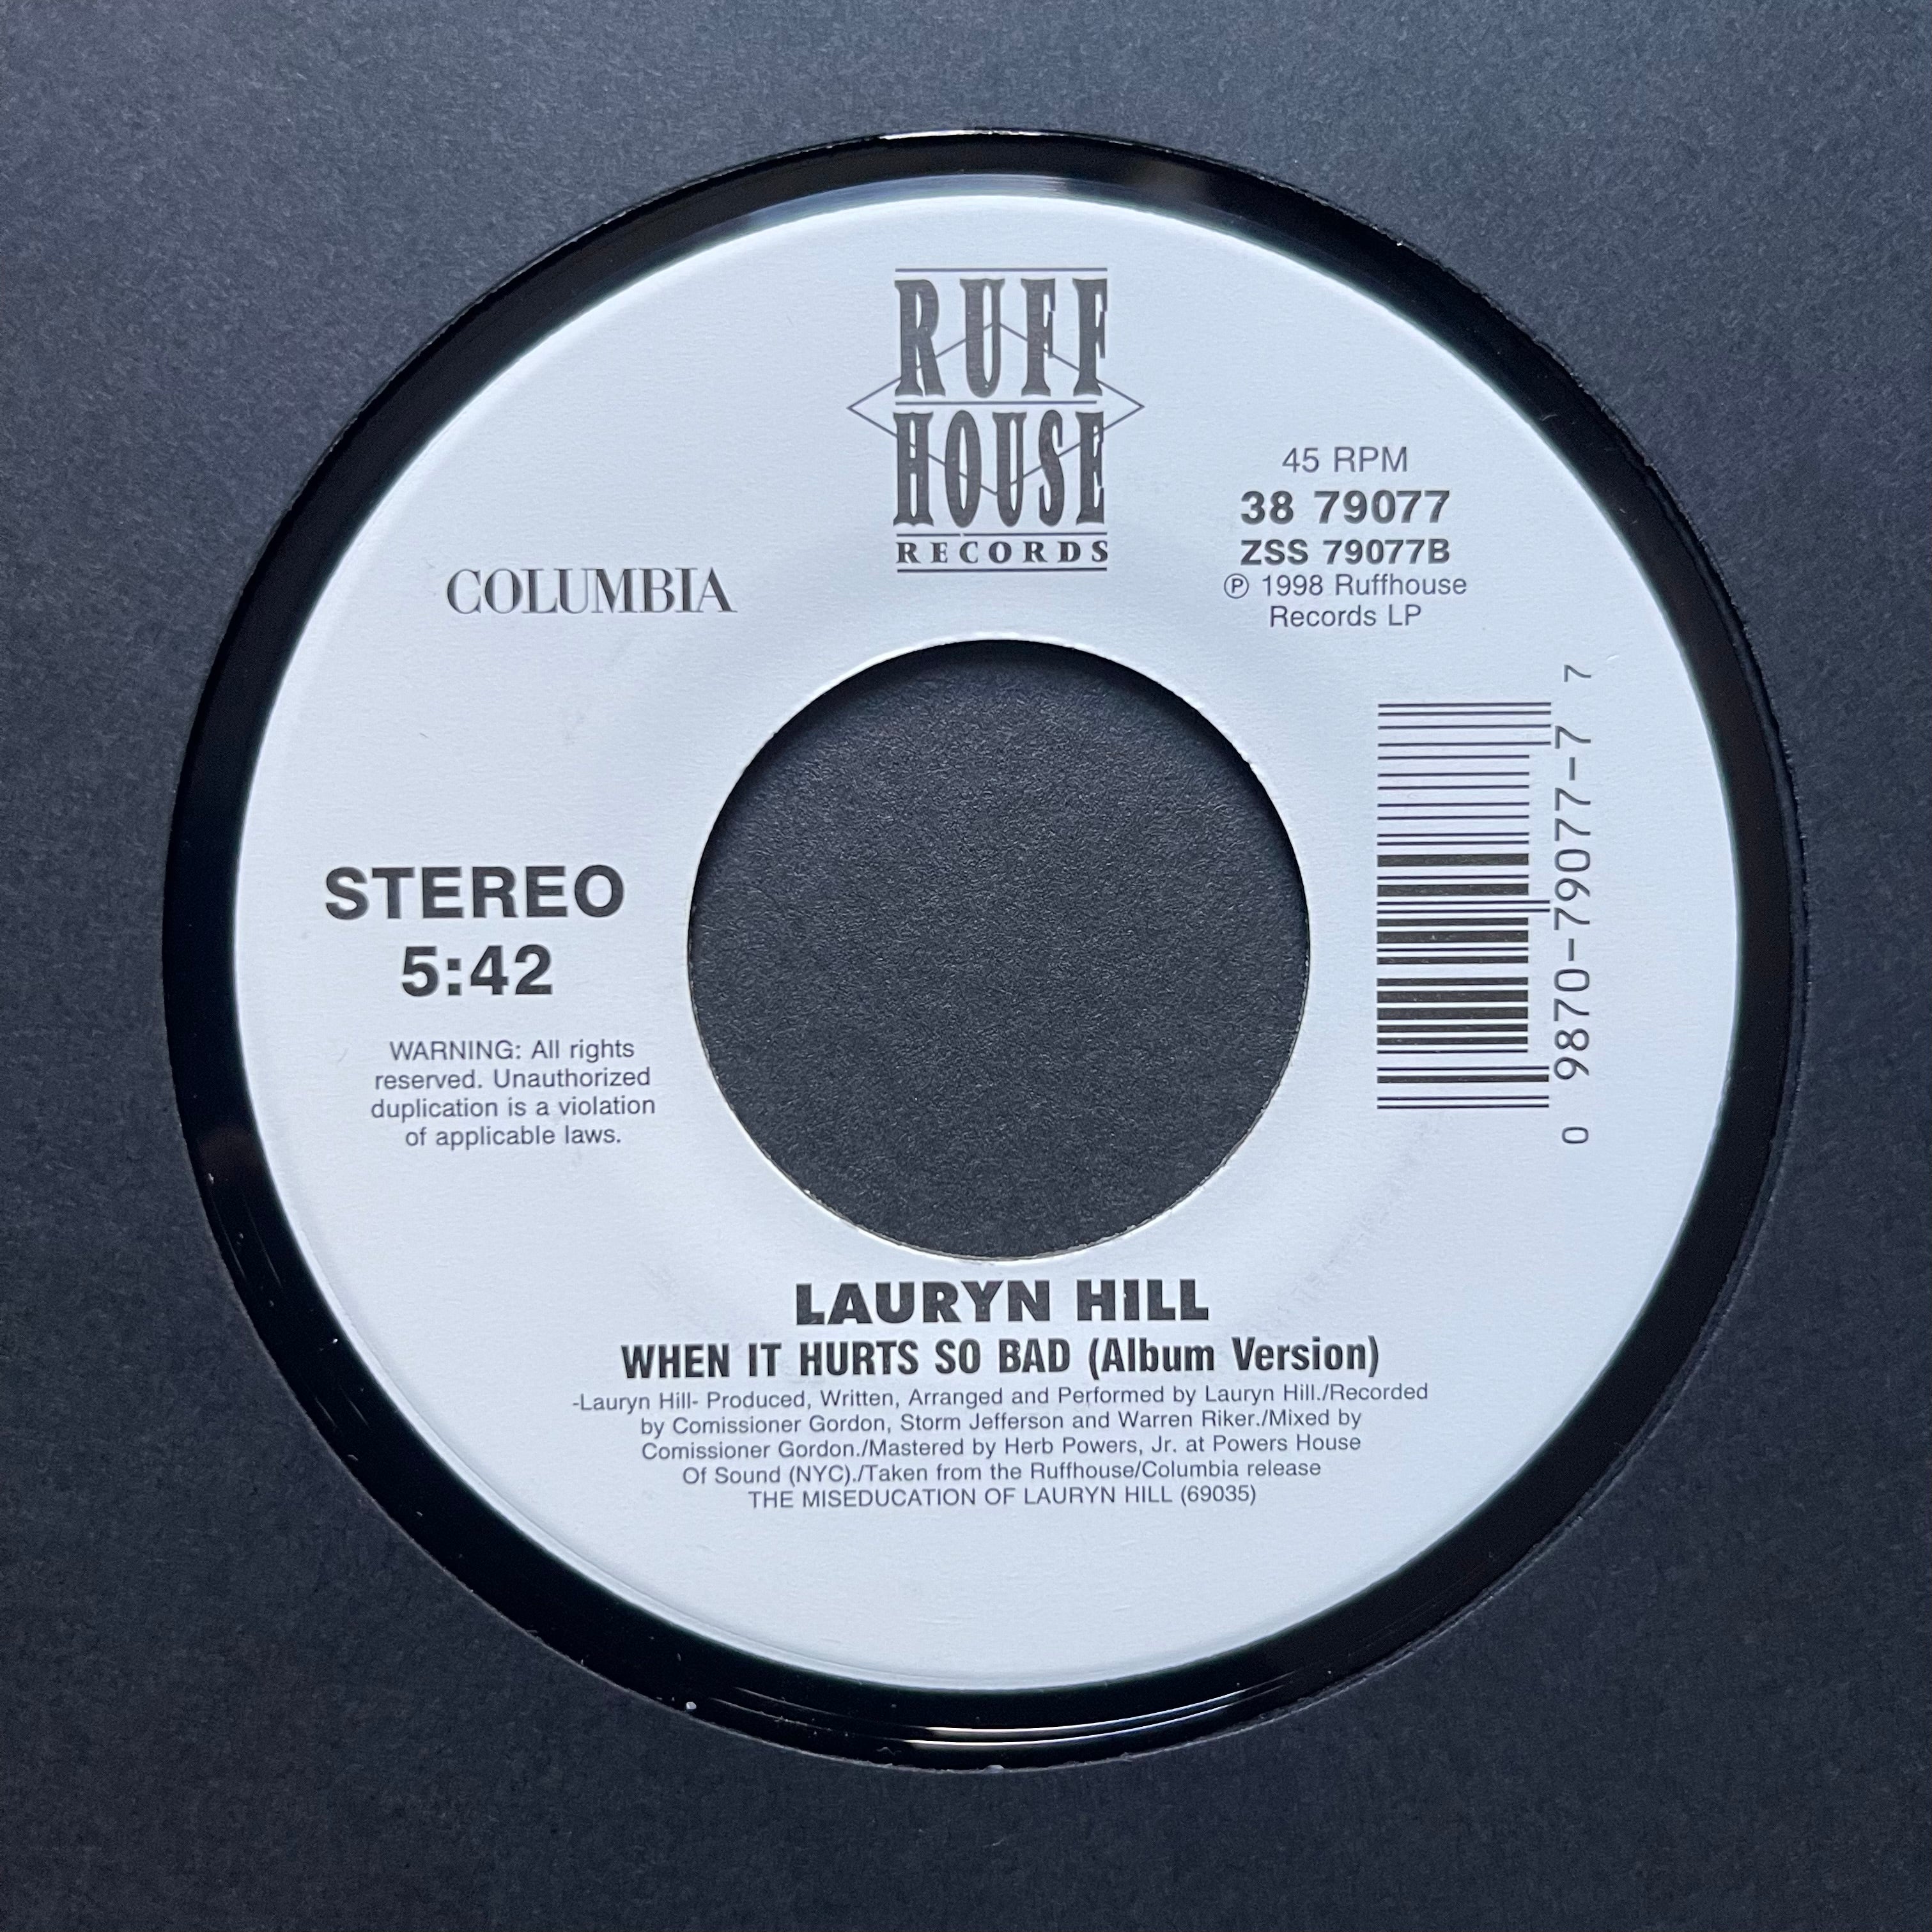 RUFF
HOUSE
RECORDS
COLUMBIA
45 RPM
38 79077
ZSS 79077B
Ⓟ 1998 Ruffhouse
Records LP
0 9870-79077-7 7
STEREO
5:42
WARNING: All rights
reserved. Unauthorized
duplication is a violation
of applicable laws.
LAURYN HILL
WHEN IT HURTS SO BAD (Album Version)
-Lauryn Hill- Produced, Written, Arranged and Performed by Lauryn Hill./Recorded
by Comissioner Gordon, Storm Jefferson and Warren Riker./Mixed by
Comissioner Gordon./Mastered by Herb Powers, Jr. at Powers House
Of Sound (NYC)./Taken from the Ruffhouse/Columbia release
THE MISEDUCATION OF LAURYN HILL (69035)